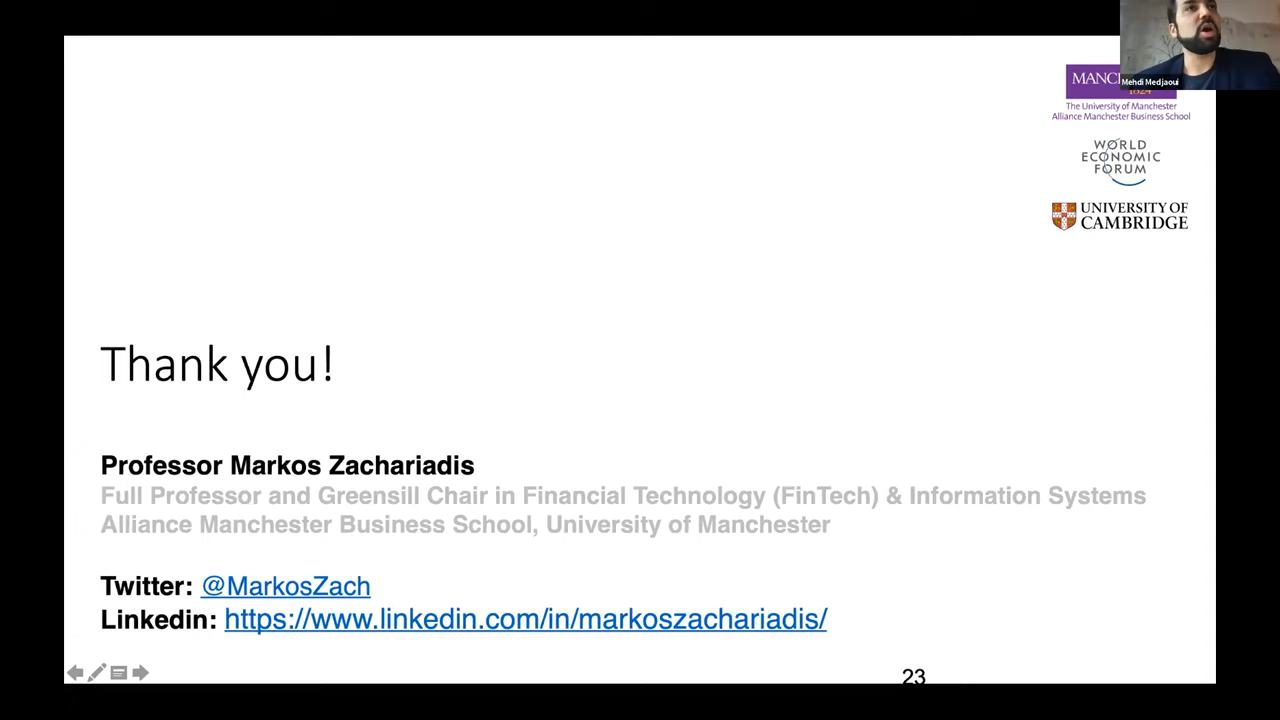 Mehdi Medjaoui
MANC
1824
The University of Manchester
Alliance Manchester Business School
WORLD
ECONOMIC
FORUM
UNIVERSITY OF
CAMBRIDGE
Thank you!
Professor Markos Zachariadis
Full Professor and Greensill Chair in Financial Technology (FinTech) & Information Systems
Alliance Manchester Business School, University of Manchester
Twitter: @MarkosZach
Linkedin: https://www.linkedin.com/in/markoszachariadis/
23